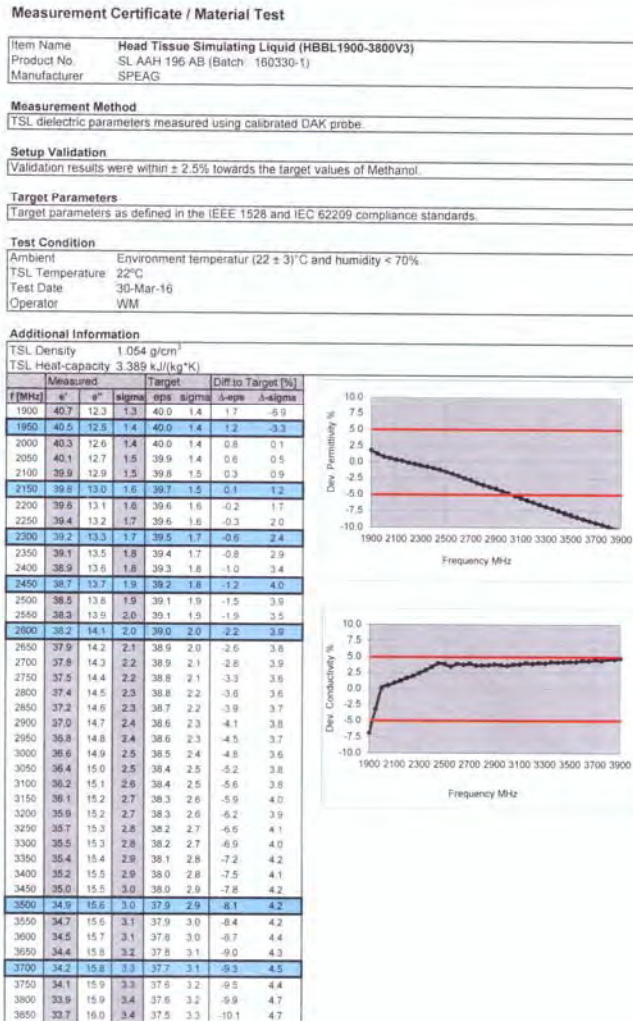 Measurement Certificate / Material Test
Item Name Head Tissue Simulating Liquid (HBBL1900-3800V3)
Product No. SL AAH 196 AB (Batch: 160330-1)
Manufacturer SPEAG
Measurement Method
TSL dielectric parameters measured using calibrated DAK probe.
Setup Validation
Validation results were within ± 2.5% towards the target values of Methanol.
Target Parameters
Target parameters as defined in the IEEE 1528 and IEC 62209 compliance standards.
Test Condition
Ambient Environment temperatur (22 ± 3)°C and humidity < 70%.
TSL Temperature 22°C
Test Date 30-Mar-16
Operator WM
Additional Information
TSL Density 1.054 g/cm³
TSL Heat-capacity 3.389 kJ/(kg*K)
Measured Target Diff.to Target [%]
f [MHz] e' e'' sigma eps sigma Δ-eps Δ-sigma
1900 40.7 12.3 1.3 40.0 1.4 1.7 -6.9
1950 40.5 12.5 1.4 40.0 1.4 1.2 -3.3
2000 40.3 12.6 1.4 40.0 1.4 0.8 0.1
2050 40.1 12.7 1.5 39.9 1.4 0.6 0.5
2100 39.9 12.9 1.5 39.8 1.5 0.3 0.9
2150 39.8 13.0 1.6 39.7 1.5 0.1 1.2
2200 39.6 13.1 1.6 39.6 1.6 -0.2 1.7
2250 39.4 13.2 1.7 39.6 1.6 -0.3 2.0
2300 39.2 13.3 1.7 39.5 1.7 -0.6 2.4
2350 39.1 13.5 1.8 39.4 1.7 -0.8 2.9
2400 38.9 13.6 1.8 39.3 1.8 -1.0 3.4
2450 38.7 13.7 1.9 39.2 1.8 -1.2 4.0
2500 38.5 13.8 1.9 39.1 1.9 -1.5 3.9
2550 38.3 13.9 2.0 39.1 1.9 -1.9 3.5
2600 38.2 14.1 2.0 39.0 2.0 -2.2 3.9
2650 37.9 14.2 2.1 38.9 2.0 -2.6 3.8
2700 37.8 14.3 2.2 38.9 2.1 -2.8 3.9
2750 37.5 14.4 2.2 38.8 2.1 -3.3 3.6
2800 37.4 14.5 2.3 38.8 2.2 -3.6 3.6
2850 37.2 14.6 2.3 38.7 2.2 -3.9 3.7
2900 37.0 14.7 2.4 38.6 2.3 -4.1 3.8
2950 36.8 14.8 2.4 38.6 2.3 -4.5 3.7
3000 36.6 14.9 2.5 38.5 2.4 -4.8 3.6
3050 36.4 15.0 2.5 38.4 2.5 -5.2 3.8
3100 36.2 15.1 2.6 38.4 2.5 -5.6 3.8
3150 36.1 15.2 2.7 38.3 2.6 -5.9 4.0
3200 35.9 15.2 2.7 38.3 2.6 -6.2 3.9
3250 35.7 15.3 2.8 38.2 2.7 -6.6 4.1
3300 35.5 15.3 2.8 38.2 2.7 -6.9 4.0
3350 35.4 15.4 2.9 38.1 2.8 -7.2 4.2
3400 35.2 15.5 2.9 38.0 2.8 -7.5 4.1
3450 35.0 15.5 3.0 38.0 2.9 -7.8 4.2
3500 34.9 15.6 3.0 37.9 2.9 -8.1 4.2
3550 34.7 15.6 3.1 37.9 3.0 -8.4 4.2
3600 34.5 15.7 3.1 37.8 3.0 -8.7 4.4
3650 34.4 15.8 3.2 37.8 3.1 -9.0 4.3
3700 34.2 15.8 3.3 37.7 3.1 -9.3 4.5
3750 34.1 15.9 3.3 37.6 3.2 -9.5 4.4
3800 33.9 15.9 3.4 37.6 3.2 -9.9 4.7
3850 33.7 16.0 3.4 37.5 3.3 -10.1 4.7
Dev. Permittivity %
10.0
7.5
5.0
2.5
0.0
-2.5
-5.0
-7.5
-10.0
1900 2100 2300 2500 2700 2900 3100 3300 3500 3700 3900
Frequency MHz
Dev. Conductivity %
10.0
7.5
5.0
2.5
0.0
-2.5
-5.0
-7.5
-10.0
1900 2100 2300 2500 2700 2900 3100 3300 3500 3700 3900
Frequency MHz